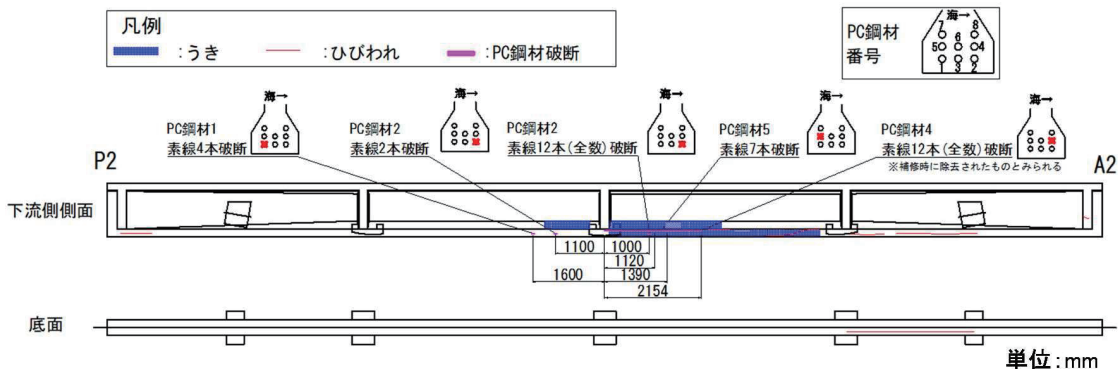 凡例
:うき
:ひびわれ
:PC鋼材破断
PC鋼材
番号
海→
7 8
6
5 4
1 3 2
海→
海→
海→
海→
海→
PC鋼材1
素線4本破断
PC鋼材2
素線2本破断
PC鋼材2
素線12本(全数)破断
PC鋼材5
素線7本破断
PC鋼材4
素線12本(全数)破断
※補修時に除去されたものとみられる
P2
A2
下流側側面
1100
1000
1120
1600
1390
2154
底面
単位:mm